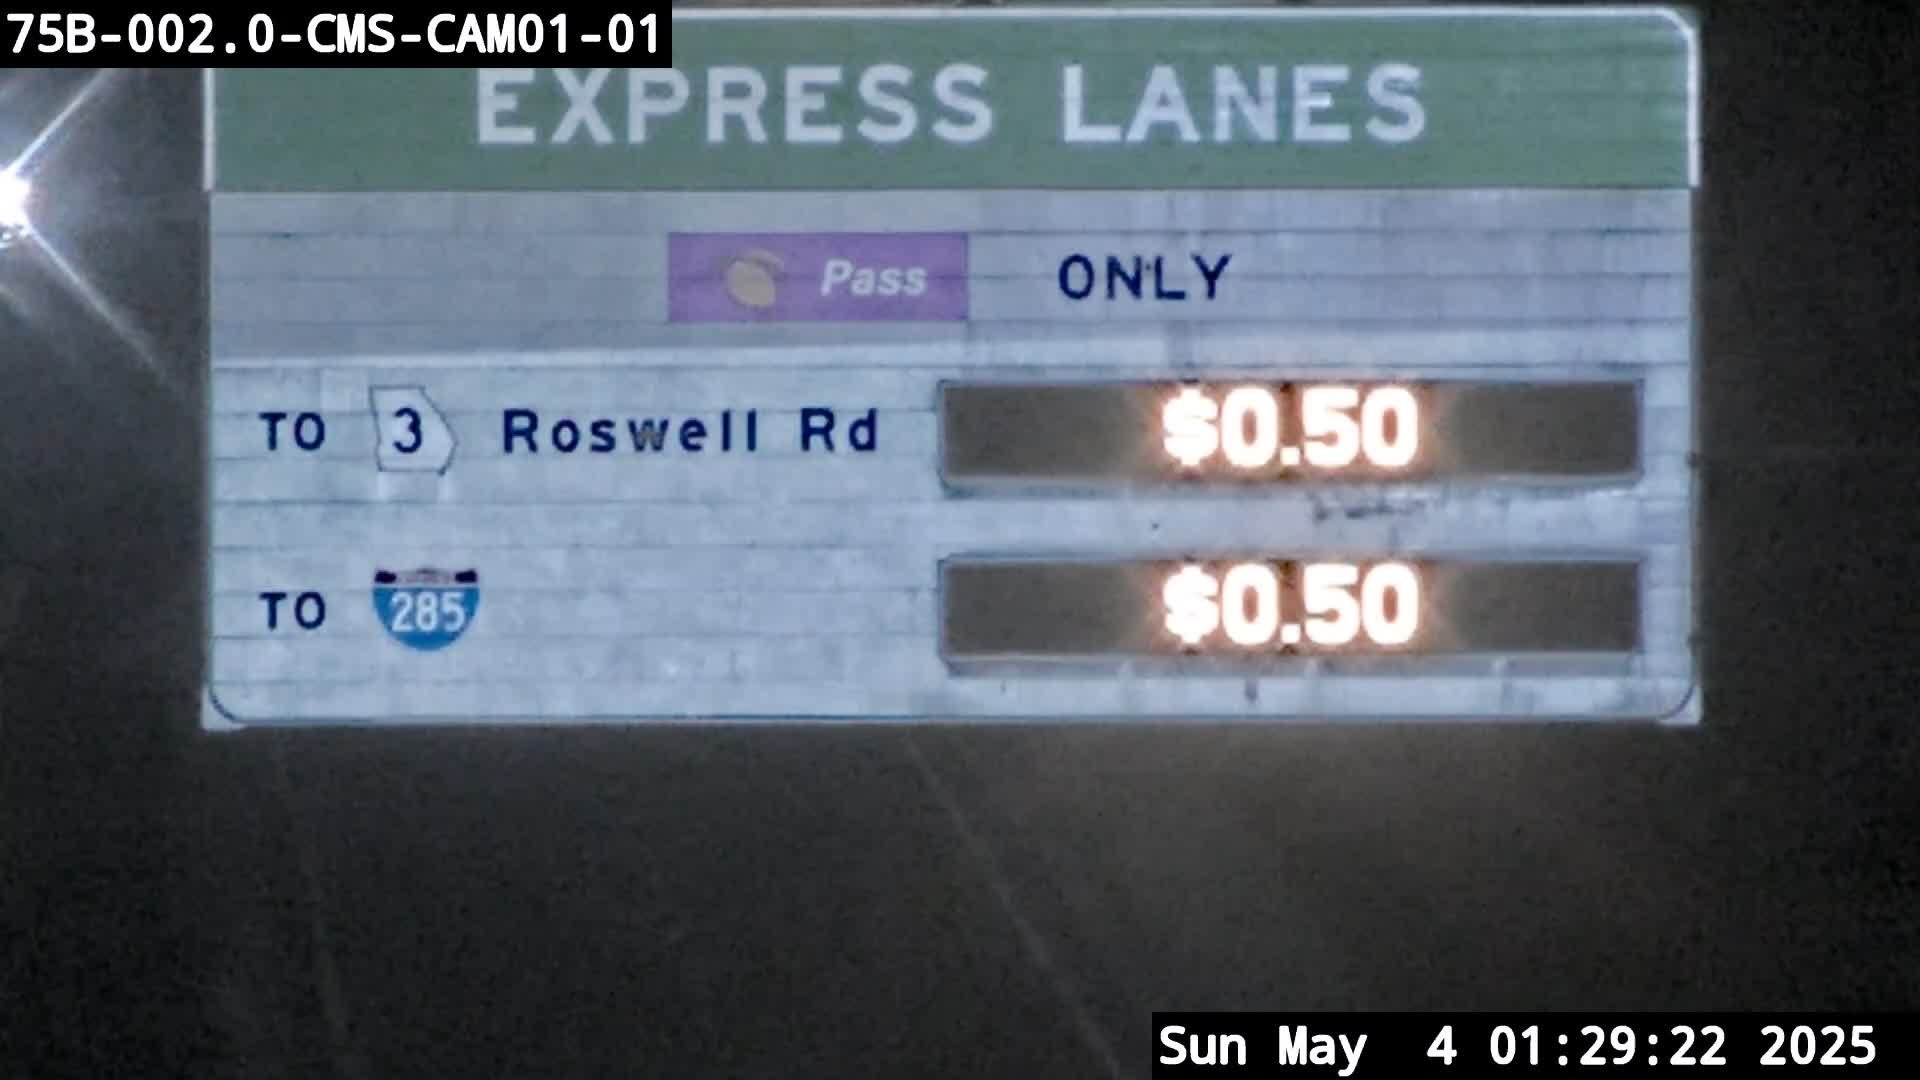 75B-002.0-CMS-CAM01-01
EXPRESS LANES
Pass ONLY
TO 3 Roswell Rd $0.50
TO 285 $0.50
Sun May 4 01:29:22 2025